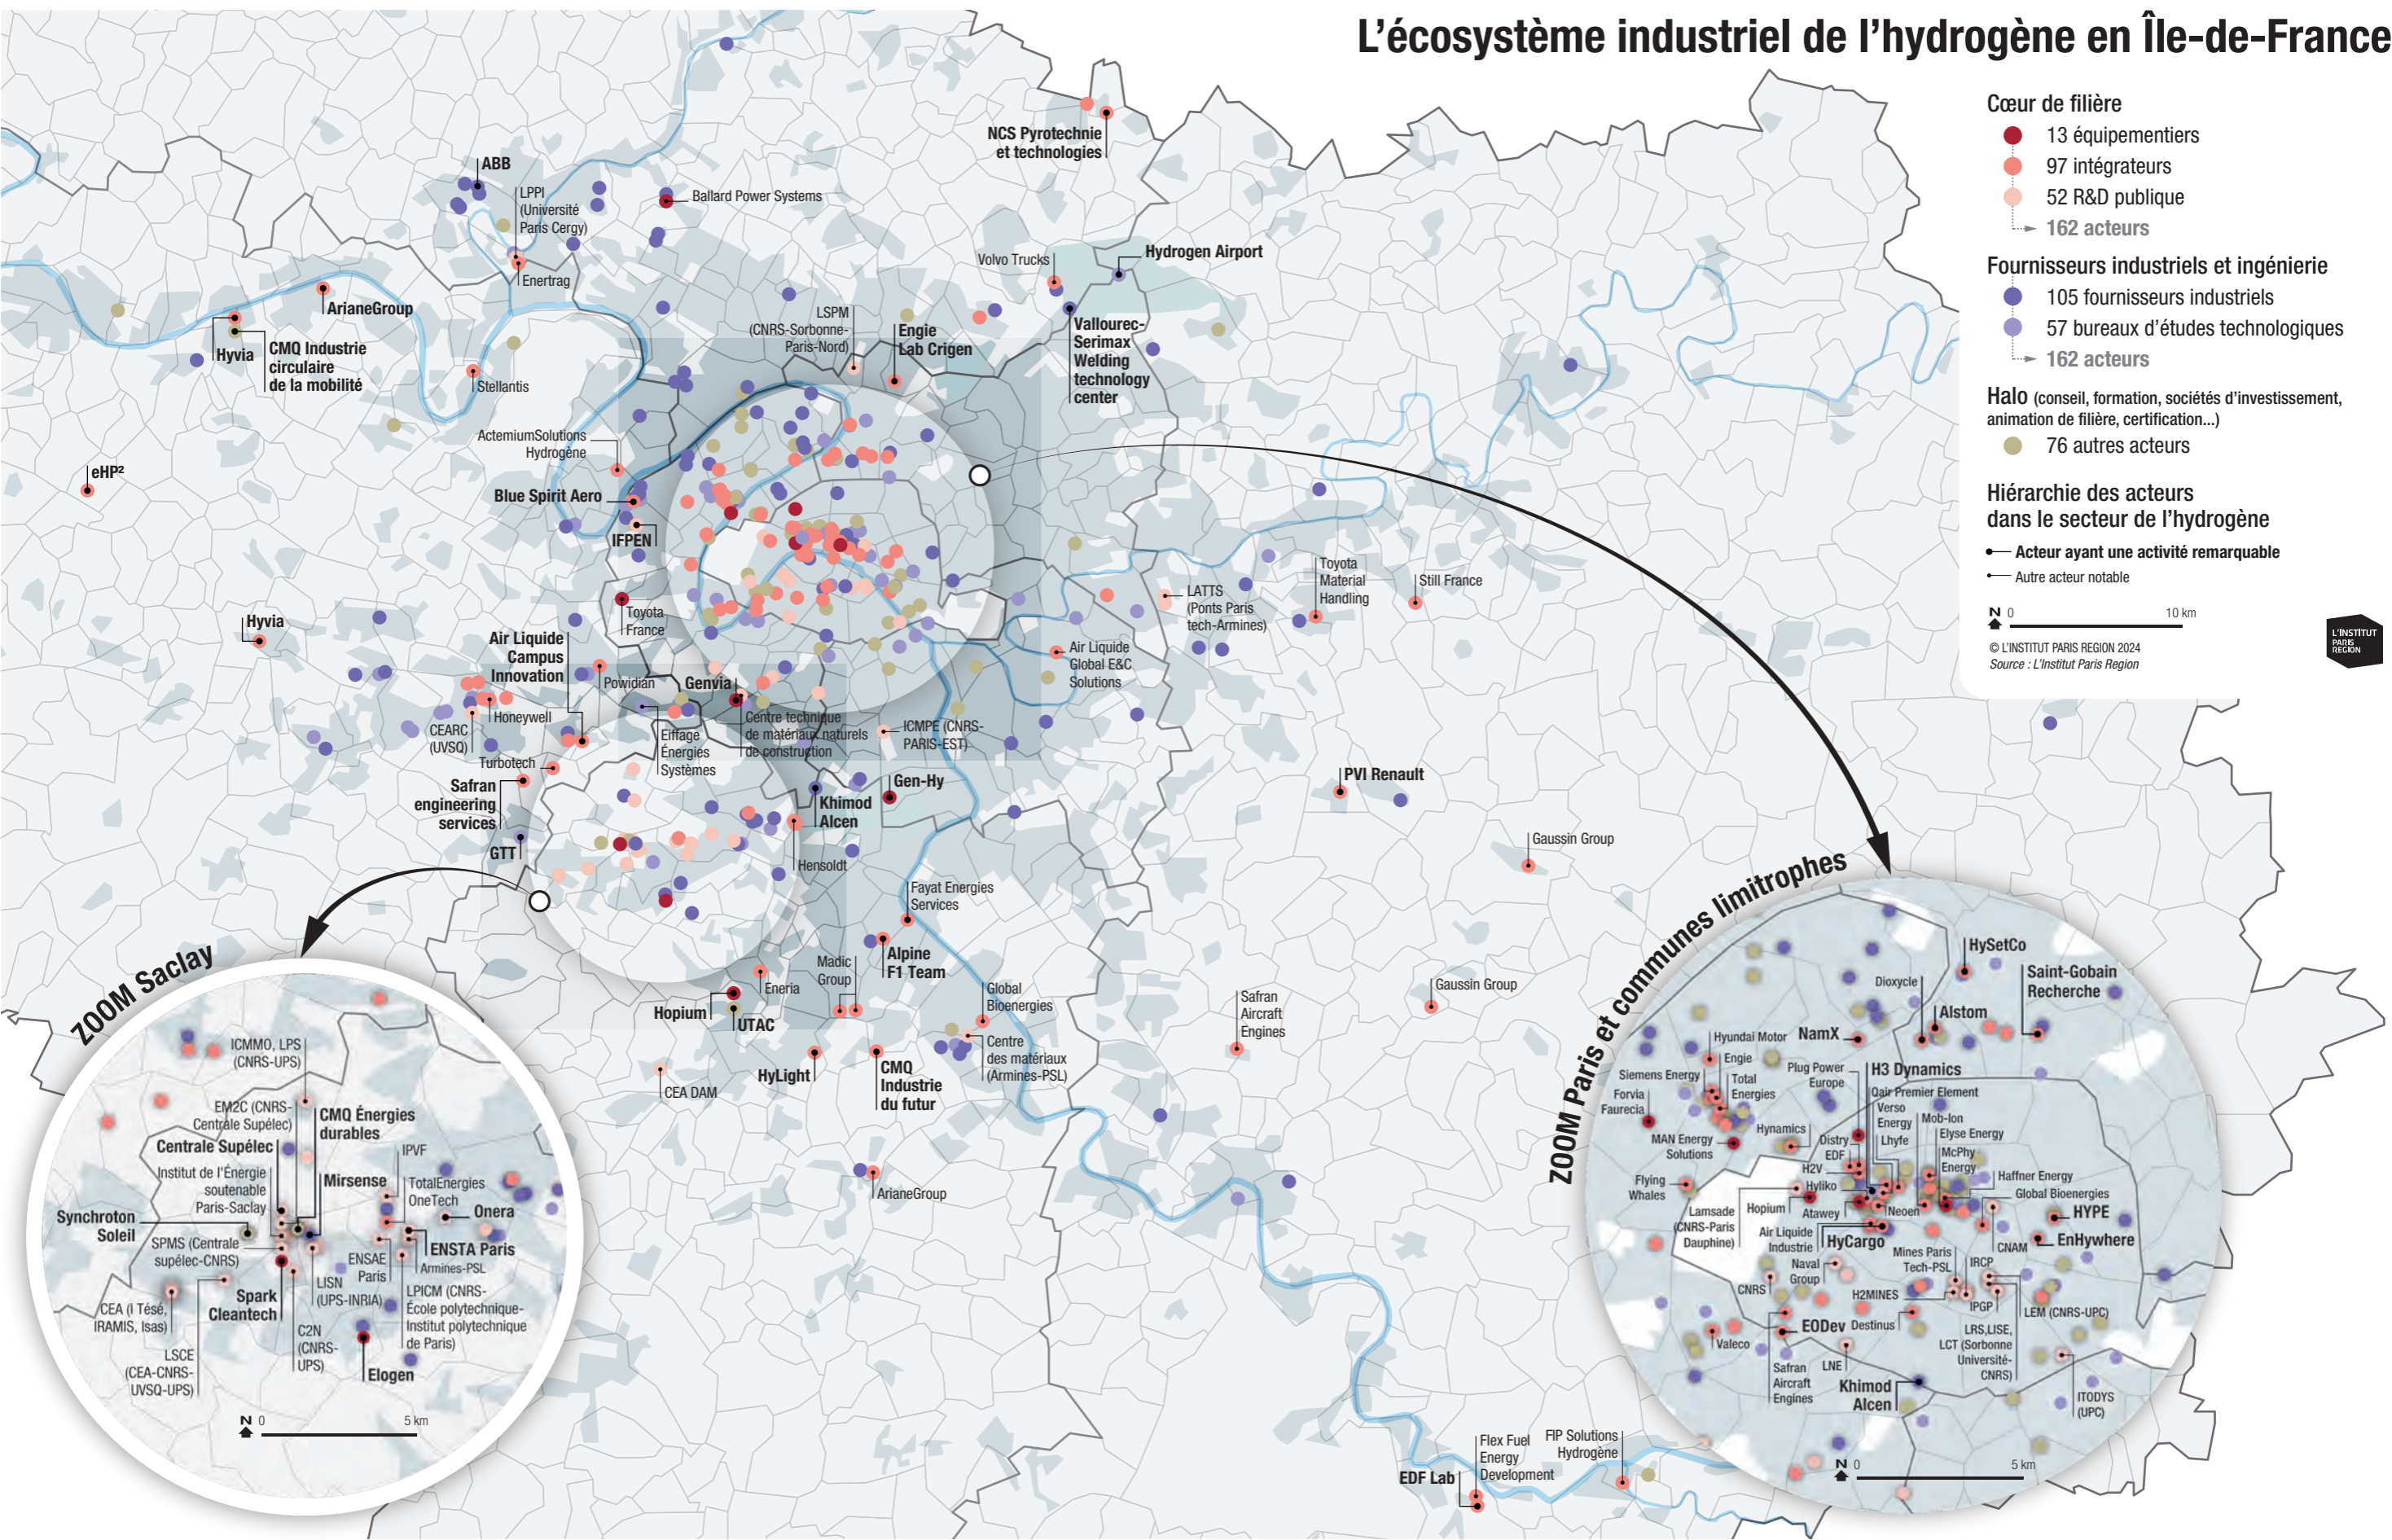 L'écosystème industriel de l'hydrogène en Île-de-France
Cœur de filière
13 équipementiers
97 intégrateurs
52 R&D publique
162 acteurs
Fournisseurs industriels et ingénierie
105 fournisseurs industriels
57 bureaux d'études technologiques
162 acteurs
Halo (conseil, formation, sociétés d'investissement,
animation de filière, certification...)
76 autres acteurs
Hiérarchie des acteurs
dans le secteur de l'hydrogène
Acteur ayant une activité remarquable
Autre acteur notable
N 0 10 km
© L'INSTITUT PARIS REGION 2024
Source : L'Institut Paris Region
L'INSTITUT
PARIS
REGION
NCS Pyrotechnie
et technologies
ABB
LPPI
(Université
Paris Cergy)
Ballard Power Systems
Enertrag
Volvo Trucks
Hydrogen Airport
ArianeGroup
Hyvia
CMQ Industrie
circulaire
de la mobilité
Stellantis
LSPM
(CNRS-Sorbonne-
Paris-Nord)
Engie
Lab Crigen
Vallourec-
Serimax
Welding
technology
center
ActemiumSolutions
Hydrogène
eHP²
Blue Spirit Aero
IFPEN
Toyota
France
Hyvia
Air Liquide
Campus
Innovation
Powidian
Genvia
Honeywell
CEARC
(UVSQ)
Turbotech
Eiffage
Énergies
Systèmes
Centre technique
de matériaux naturels
de construction
ICMPE (CNRS-
PARIS-EST)
LATTS
(Ponts Paris
tech-Armines)
Toyota
Material
Handling
Still France
Air Liquide
Global E&C
Solutions
Safran
engineering
services
GTT
Khimod
Alcen
Gen-Hy
Hensoldt
PVI Renault
Gaussin Group
Fayat Energies
Services
Alpine
F1 Team
Madic
Group
Eneria
Hopium
UTAC
Global
Bioenergies
Centre
des matériaux
(Armines-PSL)
HyLight
CMQ
Industrie
du futur
CEA DAM
ArianeGroup
Safran
Aircraft
Engines
Gaussin Group
Flex Fuel
Energy
Development
EDF Lab
FIP Solutions
Hydrogène
ZOOM Saclay
ICMMO, LPS
(CNRS-UPS)
EM2C (CNRS-
Centrale Supélec)
CMQ Énergies
durables
Centrale Supélec
Institut de l'Énergie
soutenable
Paris-Saclay
Mirsense
IPVF
TotalEnergies
OneTech
Onera
Synchroton
Soleil
SPMS (Centrale
supélec-CNRS)
ENSTA Paris
Armines-PSL
ENSAE
Paris
LISN
(UPS-INRIA)
LPICM (CNRS-
École polytechnique-
Institut polytechnique
de Paris)
Spark
Cleantech
CEA (I Tésé,
IRAMIS, Isas)
C2N
(CNRS-
UPS)
LSCE
(CEA-CNRS-
UVSQ-UPS)
Elogen
N 0 5 km
ZOOM Paris et communes limitrophes
HySetCo
Dioxycle
Saint-Gobain
Recherche
Alstom
NamX
Hyundai Motor
Engie
Siemens Energy
Total
Energies
Plug Power
Europe
H3 Dynamics
Qair Premier Element
Verso
Energy
Mob-Ion
Elyse Energy
Forvia
Faurecia
Hynamics
MAN Energy
Solutions
Distry
EDF
Lhyfe
McPhy
Energy
H2V
Haffner Energy
Flying
Whales
Hyliko
Global Bioenergies
Hopium
Atawey
Neoen
HYPE
Lamsade
(CNRS-Paris
Dauphine)
Air Liquide
Industrie
HyCargo
CNAM
EnHywhere
Naval
Group
Mines Paris
Tech-PSL
IRCP
CNRS
H2MINES
IPGP
LEM (CNRS-UPC)
EODev
Destinus
Valeco
LRS,LISE,
LCT (Sorbonne
Université-
CNRS)
Safran
Aircraft
Engines
LNE
Khimod
Alcen
ITODYS
(UPC)
N 0 5 km